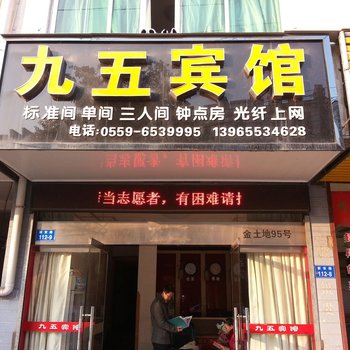 九五宾馆
标准间 单间 三人间 钟点房 光纤上网
电话:0559-6539995 13965534628
当志愿者，有困难请找
金土地95号
112-9
112-8
九五宾馆
九五宾馆